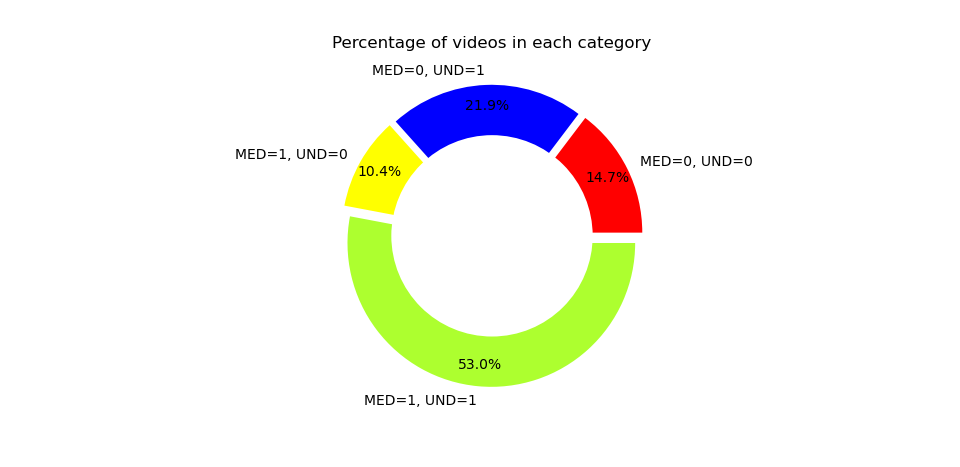 Percentage of videos in each category
MED=0, UND=1
21.9%
MED=1, UND=0
10.4%
MED=0, UND=0
14.7%
53.0%
MED=1, UND=1